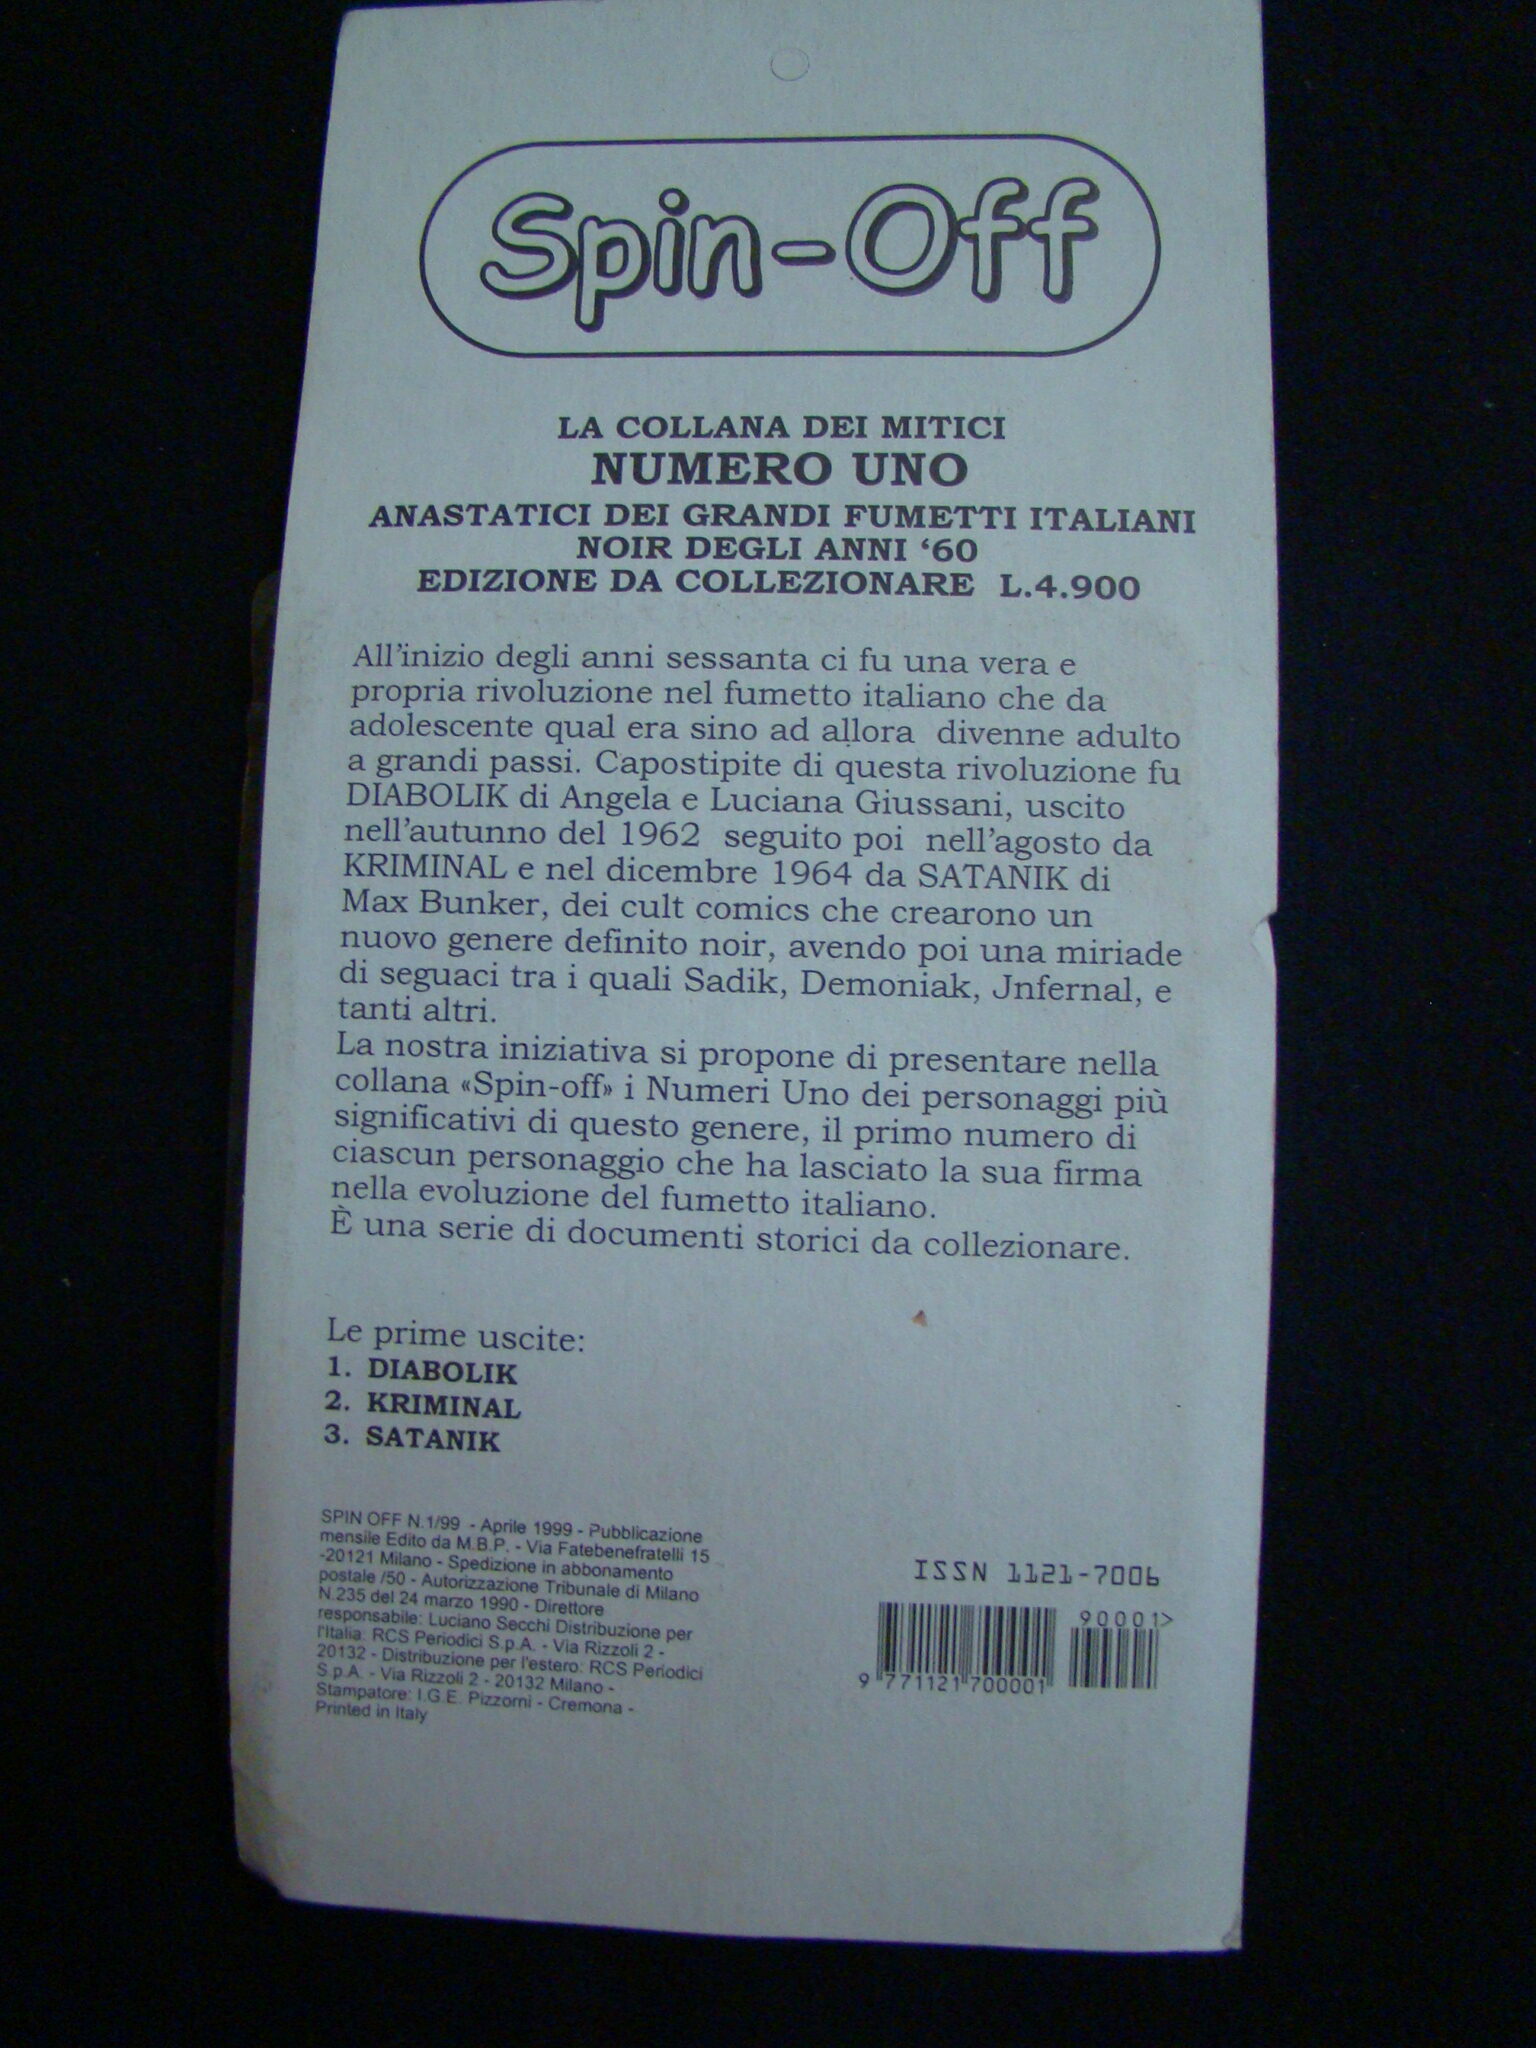 Spin-Off
LA COLLANA DEI MITICI
NUMERO UNO
ANASTATICI DEI GRANDI FUMETTI ITALIANI
NOIR DEGLI ANNI ‘60
EDIZIONE DA COLLEZIONARE L.4.900
All’inizio degli anni sessanta ci fu una vera e
propria rivoluzione nel fumetto italiano che da
adolescente qual era sino ad allora divenne adulto
a grandi passi. Capostipite di questa rivoluzione fu
DIABOLIK di Angela e Luciana Giussani, uscito
nell’autunno del 1962 seguito poi nell’agosto da
KRIMINAL e nel dicembre 1964 da SATANIK di
Max Bunker, dei cult comics che crearono un
nuovo genere definito noir, avendo poi una miriade
di seguaci tra i quali Sadik, Demoniak, Jnfernal, e
tanti altri.
La nostra iniziativa si propone di presentare nella
collana «Spin-off» i Numeri Uno dei personaggi più
significativi di questo genere, il primo numero di
ciascun personaggio che ha lasciato la sua firma
nella evoluzione del fumetto italiano.
È una serie di documenti storici da collezionare.
Le prime uscite:
1. DIABOLIK
2. KRIMINAL
3. SATANIK
SPIN OFF N.1/99 - Aprile 1999 - Pubblicazione
mensile Edito da M.B.P. - Via Fatebenefratelli 15
-20121 Milano - Spedizione in abbonamento
postale /50 - Autorizzazione Tribunale di Milano
N.235 del 24 marzo 1990 - Direttore
responsabile: Luciano Secchi Distribuzione per
l'Italia: RCS Periodici S.p.A. - Via Rizzoli 2 -
20132 - Distribuzione per l'estero: RCS Periodici
S.p.A. - Via Rizzoli 2 - 20132 Milano -
Stampatore: I.G.E. Pizzorni - Cremona -
Printed in Italy
ISSN 1121-7006
90001>
9 771121 700001